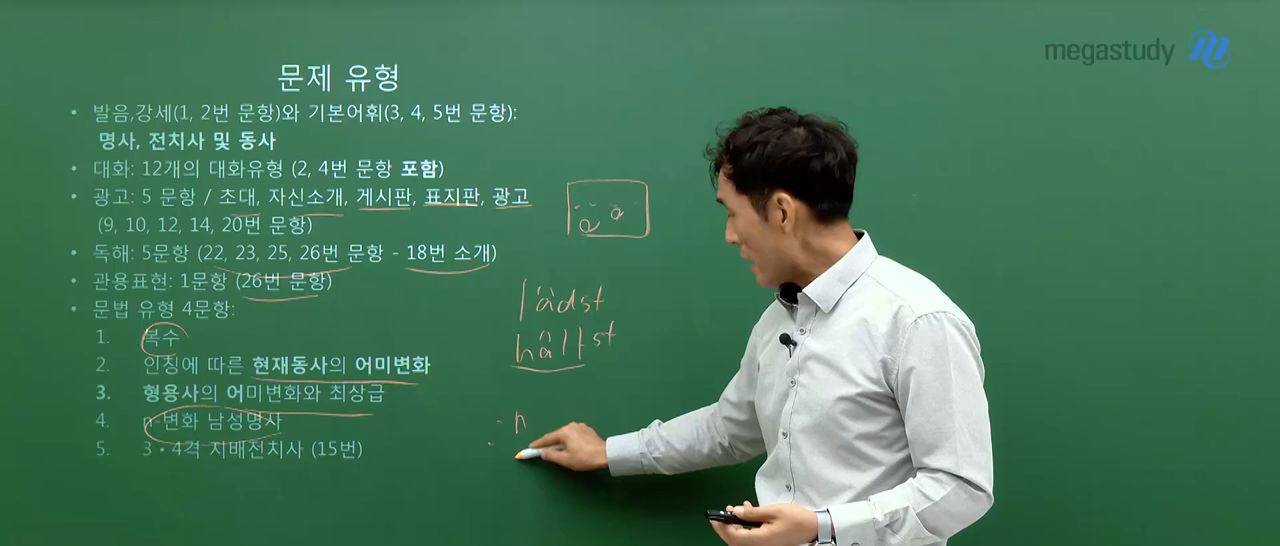 megastudy
문제 유형
• 발음,강세(1, 2번 문항)와 기본어휘(3, 4, 5번 문항):
명사, 전치사 및 동사
• 대화: 12개의 대화유형 (2, 4번 문항 포함)
• 광고: 5 문항 / 초대, 자신소개, 게시판, 표지판, 광고
(9, 10, 12, 14, 20번 문항)
• 독해: 5문항 (22, 23, 25, 26번 문항 - 18번 소개)
• 관용표현: 1문항 (26번 문항)
• 문법 유형 4문항:
1. 복수
2. 인칭에 따른 현재동사의 어미변화
3. 형용사의 어미변화와 최상급
4. n-변화 남성명사
5. 3·4격 지배전치사 (15번)
lädst
hältst
-n